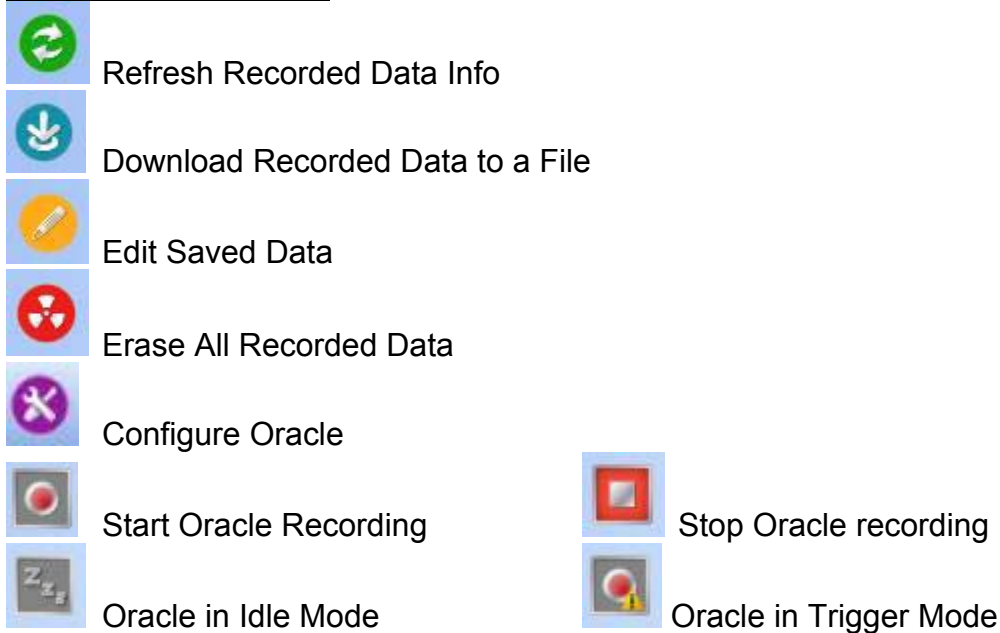 Refresh Recorded Data Info
Download Recorded Data to a File
Edit Saved Data
Erase All Recorded Data
Configure Oracle
Start Oracle Recording Stop Oracle recording
zzz
Oracle in Idle Mode Oracle in Trigger Mode